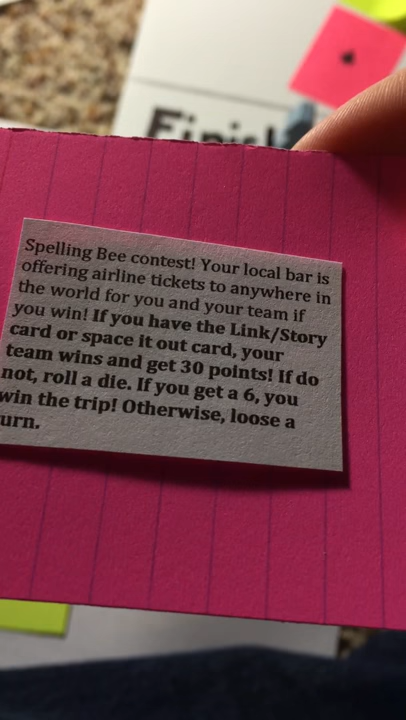 Finish
Spelling Bee contest! Your local bar is
offering airline tickets to anywhere in
the world for you and your team if
you win! If you have the Link/Story
card or space it out card, your
team wins and get 30 points! If do
not, roll a die. If you get a 6, you
win the trip! Otherwise, loose a
urn.